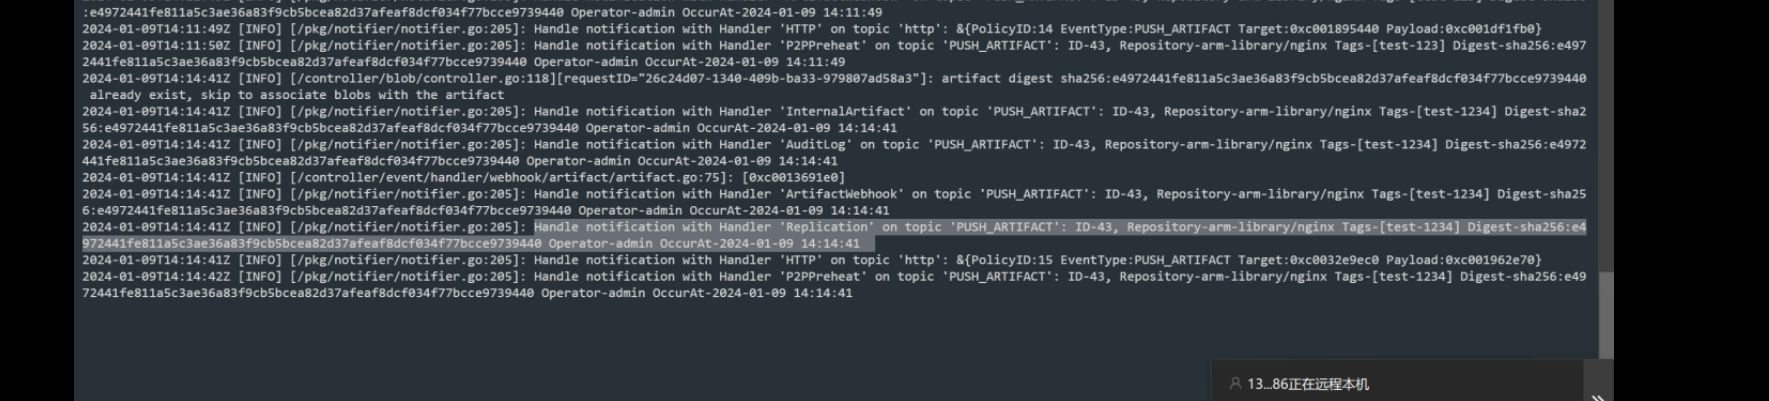 :e4972441fe811a5c3ae36a83f9cb5bcea82d37afeaf8dcf034f77bcce9739440 Operator-admin OccurAt-2024-01-09 14:11:49
2024-01-09T14:11:49Z [INFO] [/pkg/notifier/notifier.go:205]: Handle notification with Handler 'HTTP' on topic 'http': &{PolicyID:14 EventType:PUSH_ARTIFACT Target:0xc001895440 Payload:0xc001df1fb0}
2024-01-09T14:11:50Z [INFO] [/pkg/notifier/notifier.go:205]: Handle notification with Handler 'P2PPreheat' on topic 'PUSH_ARTIFACT': ID-43, Repository-arm-library/nginx Tags-[test-123] Digest-sha256:e497
2441fe811a5c3ae36a83f9cb5bcea82d37afeaf8dcf034f77bcce9739440 Operator-admin OccurAt-2024-01-09 14:11:49
2024-01-09T14:14:41Z [INFO] [/controller/blob/controller.go:118][requestID="26c24d07-1340-409b-ba33-979807ad58a3"]: artifact digest sha256:e4972441fe811a5c3ae36a83f9cb5bcea82d37afeaf8dcf034f77bcce9739440
already exist, skip to associate blobs with the artifact
2024-01-09T14:14:41Z [INFO] [/pkg/notifier/notifier.go:205]: Handle notification with Handler 'InternalArtifact' on topic 'PUSH_ARTIFACT': ID-43, Repository-arm-library/nginx Tags-[test-1234] Digest-sha2
56:e4972441fe811a5c3ae36a83f9cb5bcea82d37afeaf8dcf034f77bcce9739440 Operator-admin OccurAt-2024-01-09 14:14:41
2024-01-09T14:14:41Z [INFO] [/pkg/notifier/notifier.go:205]: Handle notification with Handler 'AuditLog' on topic 'PUSH_ARTIFACT': ID-43, Repository-arm-library/nginx Tags-[test-1234] Digest-sha256:e4972
441fe811a5c3ae36a83f9cb5bcea82d37afeaf8dcf034f77bcce9739440 Operator-admin OccurAt-2024-01-09 14:14:41
2024-01-09T14:14:41Z [INFO] [/controller/event/handler/webhook/artifact/artifact.go:75]: [0xc0013691e0]
2024-01-09T14:14:41Z [INFO] [/pkg/notifier/notifier.go:205]: Handle notification with Handler 'ArtifactWebhook' on topic 'PUSH_ARTIFACT': ID-43, Repository-arm-library/nginx Tags-[test-1234] Digest-sha25
6:e4972441fe811a5c3ae36a83f9cb5bcea82d37afeaf8dcf034f77bcce9739440 Operator-admin OccurAt-2024-01-09 14:14:41
2024-01-09T14:14:41Z [INFO] [/pkg/notifier/notifier.go:205]: Handle notification with Handler 'Replication' on topic 'PUSH_ARTIFACT': ID-43, Repository-arm-library/nginx Tags-[test-1234] Digest-sha256:e4
972441fe811a5c3ae36a83f9cb5bcea82d37afeaf8dcf034f77bcce9739440 Operator-admin OccurAt-2024-01-09 14:14:41
2024-01-09T14:14:41Z [INFO] [/pkg/notifier/notifier.go:205]: Handle notification with Handler 'HTTP' on topic 'http': &{PolicyID:15 EventType:PUSH_ARTIFACT Target:0xc0032e9ec0 Payload:0xc001962e70}
2024-01-09T14:14:42Z [INFO] [/pkg/notifier/notifier.go:205]: Handle notification with Handler 'P2PPreheat' on topic 'PUSH_ARTIFACT': ID-43, Repository-arm-library/nginx Tags-[test-1234] Digest-sha256:e49
72441fe811a5c3ae36a83f9cb5bcea82d37afeaf8dcf034f77bcce9739440 Operator-admin OccurAt-2024-01-09 14:14:41
13...86正在远程本机